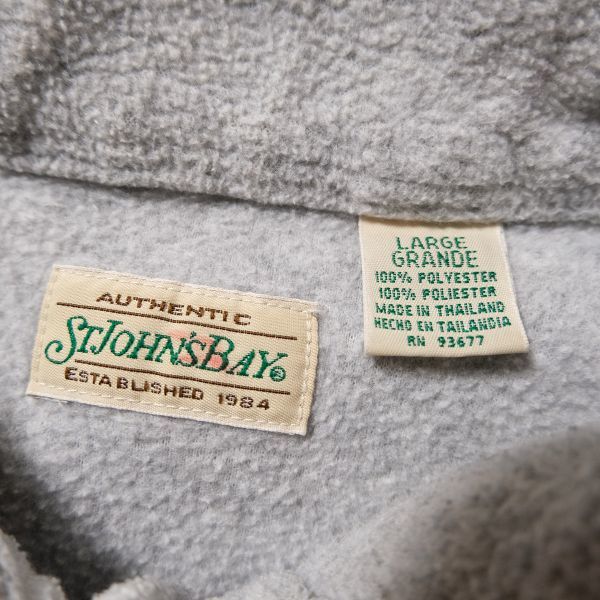 AUTHENTIC
ST JOHN'S BAY®
ESTABLISHED 1984
LARGE
GRANDE
100% POLYESTER
100% POLIESTER
MADE IN THAILAND
HECHO EN TAILANDIA
RN 93677